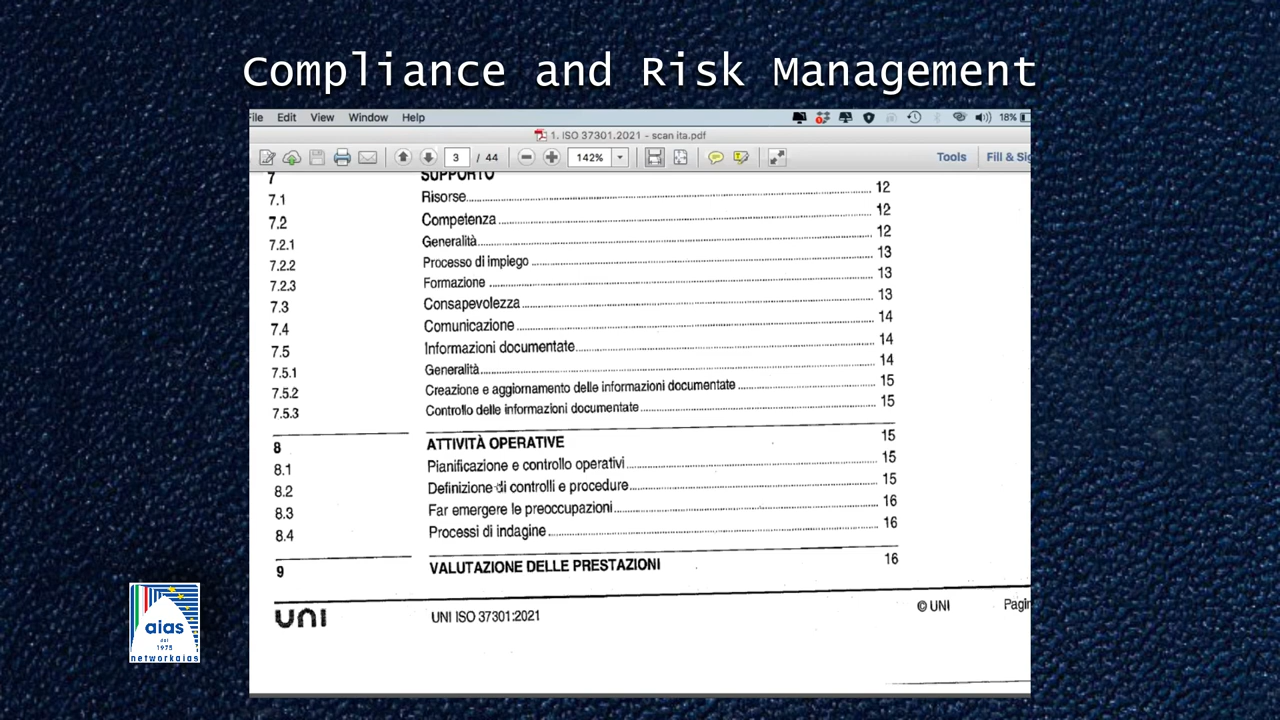 Compliance and Risk Management
ile Edit View Window Help 18%
1. ISO 37301.2021 - scan ita.pdf
3 / 44 142% Tools Fill & Sig
7 SUPPORTO
7.1 Risorse 12
7.2 Competenza 12
7.2.1 Generalità 12
7.2.2 Processo di impiego 13
7.2.3 Formazione 13
7.3 Consapevolezza 13
7.4 Comunicazione 14
7.5 Informazioni documentate 14
7.5.1 Generalità 14
7.5.2 Creazione e aggiornamento delle informazioni documentate 15
7.5.3 Controllo delle informazioni documentate 15
8 ATTIVITÀ OPERATIVE 15
8.1 Pianificazione e controllo operativi 15
8.2 Definizione di controlli e procedure 15
8.3 Far emergere le preoccupazioni 16
8.4 Processi di indagine 16
9 VALUTAZIONE DELLE PRESTAZIONI 16
UNI UNI ISO 37301:2021 © UNI Pagin
aias
dal
1975
networkaias